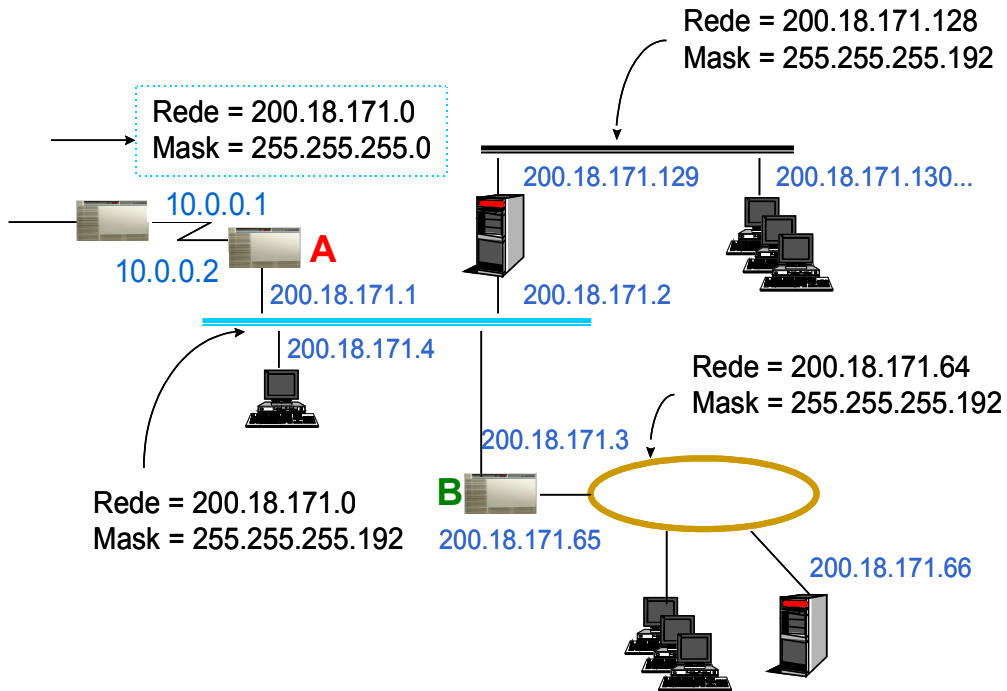 Rede = 200.18.171.128
Mask = 255.255.255.192
Rede = 200.18.171.0
Mask = 255.255.255.0
200.18.171.129
200.18.171.130...
10.0.0.1
A
10.0.0.2
200.18.171.1
200.18.171.2
200.18.171.4
Rede = 200.18.171.64
Mask = 255.255.255.192
200.18.171.3
B
Rede = 200.18.171.0
Mask = 255.255.255.192
200.18.171.65
200.18.171.66